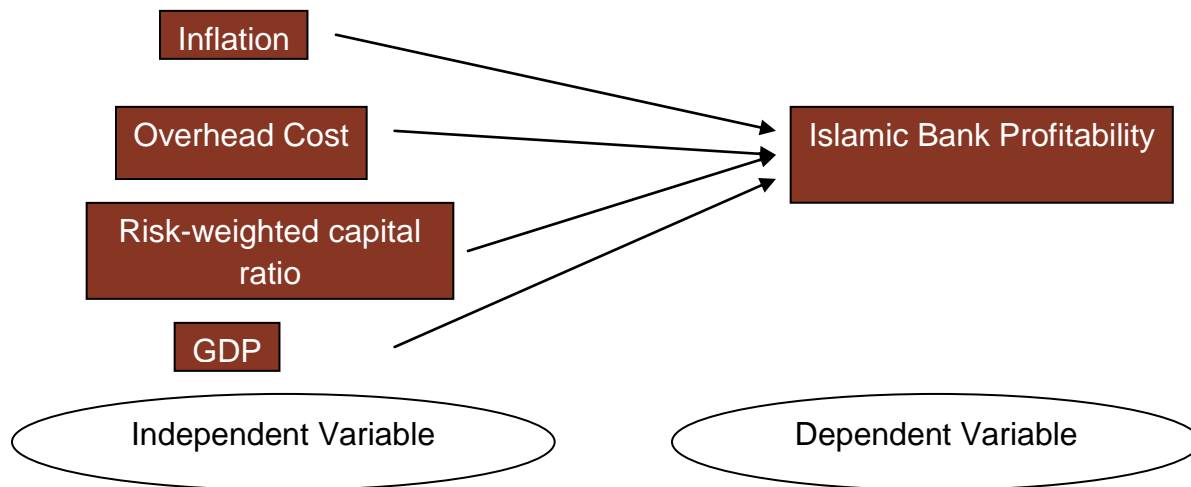 Inflation
Overhead Cost
Islamic Bank Profitability
Risk-weighted capital
ratio
GDP
Independent Variable
Dependent Variable